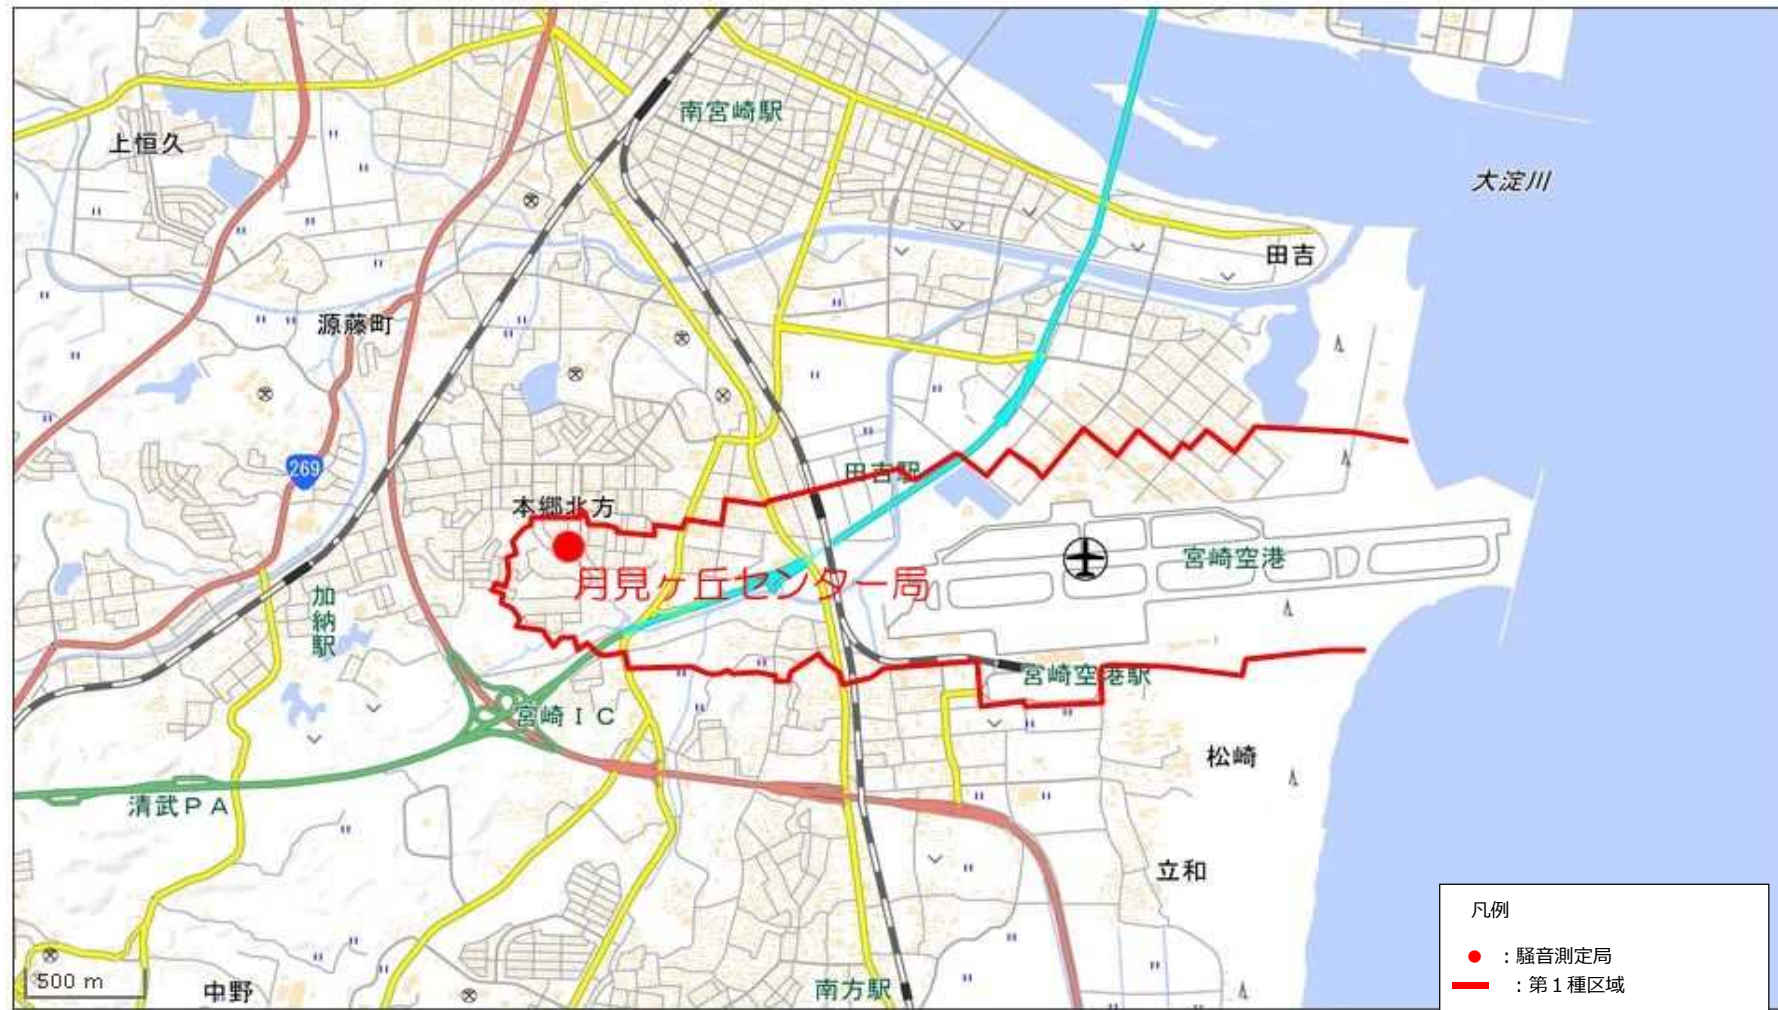 南宮崎駅
上恒久
大淀川
田吉
源藤町
田吉駅
269
本郷北方
宮崎空港
月見ヶ丘センター局
加納駅
宮崎空港駅
宮崎ＩＣ
松崎
清武ＰＡ
立和
凡例
：騒音測定局
：第１種区域
500 m
中野
南方駅